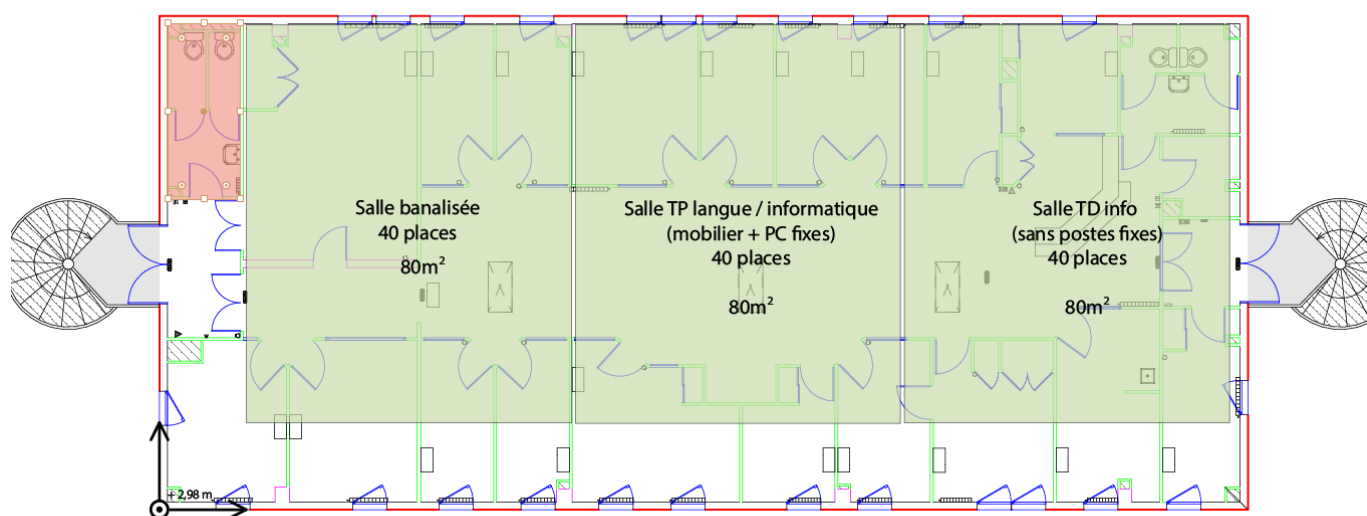 Salle banalisée
40 places
80m²
Salle TP langue / informatique
(mobilier + PC fixes)
40 places
80m²
Salle TD info
(sans postes fixes)
40 places
80m²
+ 2,98 m